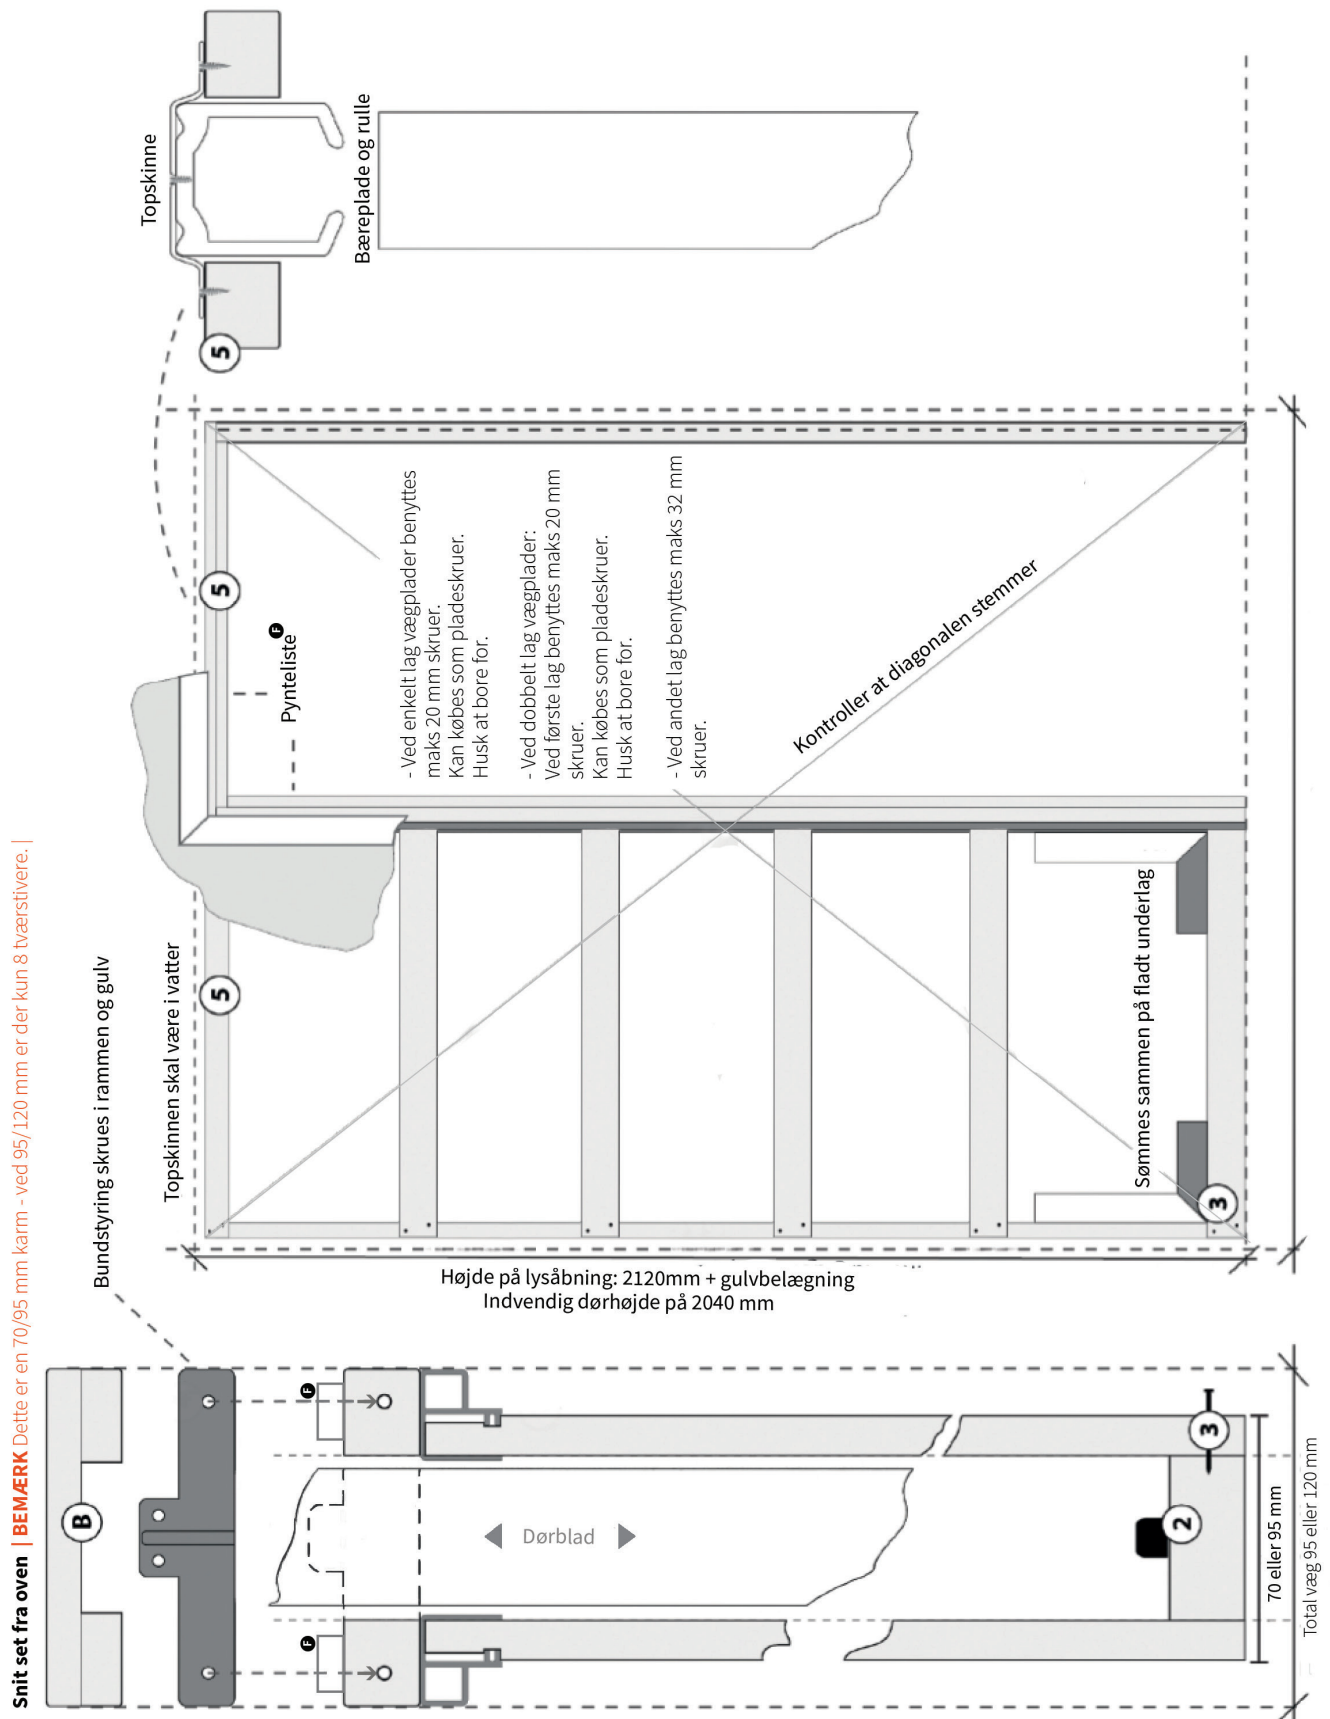 Snit set fra oven | BEMÆRK Dette er en 70/95 mm karm - ved 95/120 mm er der kun 8 tværstivere. |
B
Bundstyring skrues i rammen og gulv
F
F
Dørblad
2
3
70 eller 95 mm
Total væg 95 eller 120 mm
Topskinnen skal være i vatter
5
5
Pynteliste F
- Ved enkelt lag vægplader benyttes
maks 20 mm skruer.
Kan købes som pladeskruer.
Husk at bore for.
- Ved dobbelt lag vægplader:
Ved første lag benyttes maks 20 mm
skruer.
Kan købes som pladeskruer.
Husk at bore for.
- Ved andet lag benyttes maks 32 mm
skruer.
Kontroller at diagonalen stemmer
Sømmes sammen på fladt underlag
3
Højde på lysåbning: 2120mm + gulvbelægning
Indvendig dørhøjde på 2040 mm
Topskinne
5
Bæreplade og rulle